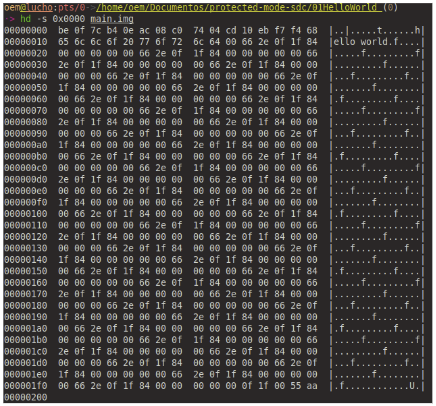 oem@lucho:pts/0->/home/oem/Documentos/protected-mode-sdc/01HelloWorld (0)
-> hd -s 0x0000 main.img
00000000 be 0f 7c b4 0e ac 08 c0 74 04 cd 10 eb f7 f4 68 |..|.....t......h|
00000010 65 6c 6c 6f 20 77 6f 72 6c 64 00 66 2e 0f 1f 84 |ello world.f....|
00000020 00 00 00 00 00 66 2e 0f 1f 84 00 00 00 00 00 66 |.....f.........f|
00000030 2e 0f 1f 84 00 00 00 00 00 66 2e 0f 1f 84 00 00 |.........f......|
00000040 00 00 00 66 2e 0f 1f 84 00 00 00 00 00 66 2e 0f |...f.........f..|
00000050 1f 84 00 00 00 00 00 66 2e 0f 1f 84 00 00 00 00 |.......f........|
00000060 00 66 2e 0f 1f 84 00 00 00 00 00 66 2e 0f 1f 84 |.f.........f....|
00000070 00 00 00 00 00 66 2e 0f 1f 84 00 00 00 00 00 66 |.....f.........f|
00000080 2e 0f 1f 84 00 00 00 00 00 66 2e 0f 1f 84 00 00 |.........f......|
00000090 00 00 00 66 2e 0f 1f 84 00 00 00 00 00 66 2e 0f |...f.........f..|
000000a0 1f 84 00 00 00 00 00 66 2e 0f 1f 84 00 00 00 00 |.......f........|
000000b0 00 66 2e 0f 1f 84 00 00 00 00 00 66 2e 0f 1f 84 |.f.........f....|
000000c0 00 00 00 00 00 66 2e 0f 1f 84 00 00 00 00 00 66 |.....f.........f|
000000d0 2e 0f 1f 84 00 00 00 00 00 66 2e 0f 1f 84 00 00 |.........f......|
000000e0 00 00 00 66 2e 0f 1f 84 00 00 00 00 00 66 2e 0f |...f.........f..|
000000f0 1f 84 00 00 00 00 00 66 2e 0f 1f 84 00 00 00 00 |.......f........|
00000100 00 66 2e 0f 1f 84 00 00 00 00 00 66 2e 0f 1f 84 |.f.........f....|
00000110 00 00 00 00 00 66 2e 0f 1f 84 00 00 00 00 00 66 |.....f.........f|
00000120 2e 0f 1f 84 00 00 00 00 00 66 2e 0f 1f 84 00 00 |.........f......|
00000130 00 00 00 66 2e 0f 1f 84 00 00 00 00 00 66 2e 0f |...f.........f..|
00000140 1f 84 00 00 00 00 00 66 2e 0f 1f 84 00 00 00 00 |.......f........|
00000150 00 66 2e 0f 1f 84 00 00 00 00 00 66 2e 0f 1f 84 |.f.........f....|
00000160 00 00 00 00 00 66 2e 0f 1f 84 00 00 00 00 00 66 |.....f.........f|
00000170 2e 0f 1f 84 00 00 00 00 00 66 2e 0f 1f 84 00 00 |.........f......|
00000180 00 00 00 66 2e 0f 1f 84 00 00 00 00 00 66 2e 0f |...f.........f..|
00000190 1f 84 00 00 00 00 00 66 2e 0f 1f 84 00 00 00 00 |.......f........|
000001a0 00 66 2e 0f 1f 84 00 00 00 00 00 66 2e 0f 1f 84 |.f.........f....|
000001b0 00 00 00 00 00 66 2e 0f 1f 84 00 00 00 00 00 66 |.....f.........f|
000001c0 2e 0f 1f 84 00 00 00 00 00 66 2e 0f 1f 84 00 00 |.........f......|
000001d0 00 00 00 66 2e 0f 1f 84 00 00 00 00 00 66 2e 0f |...f.........f..|
000001e0 1f 84 00 00 00 00 00 66 2e 0f 1f 84 00 00 00 00 |.......f........|
000001f0 00 66 2e 0f 1f 84 00 00 00 00 00 0f 1f 00 55 aa |.f............U.|
00000200